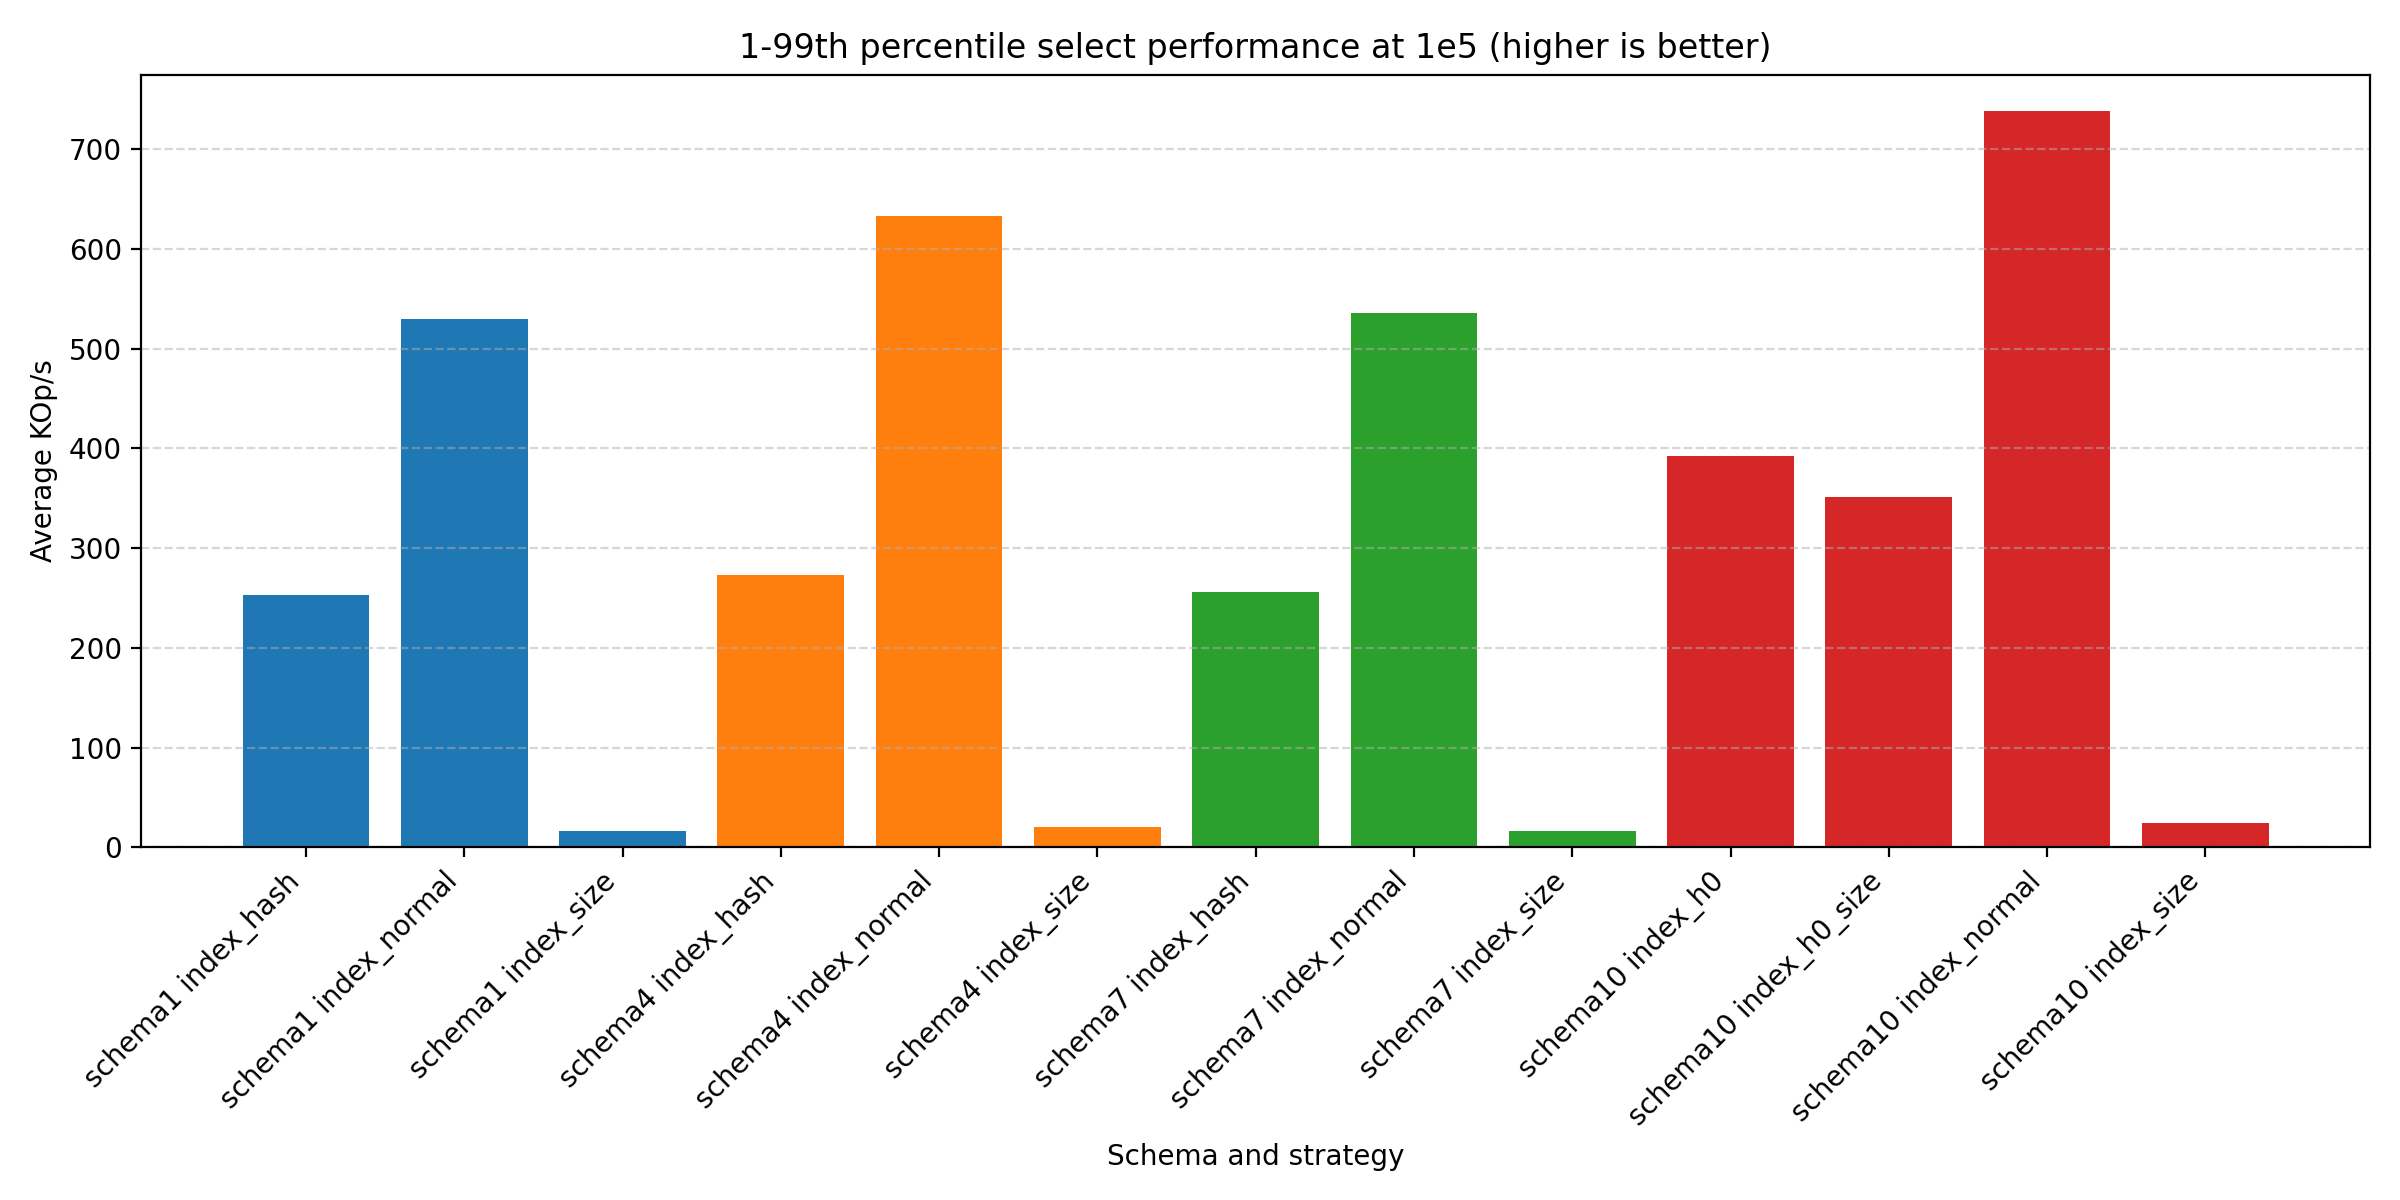 1-99th percentile select performance at 1e5 (higher is better)
Average KOp/s
700
600
500
400
300
200
100
0
schema1 index_hash
schema1 index_normal
schema1 index_size
schema4 index_hash
schema4 index_normal
schema4 index_size
schema7 index_hash
schema7 index_normal
schema7 index_size
schema10 index_h0
schema10 index_h0_size
schema10 index_normal
schema10 index_size
Schema and strategy